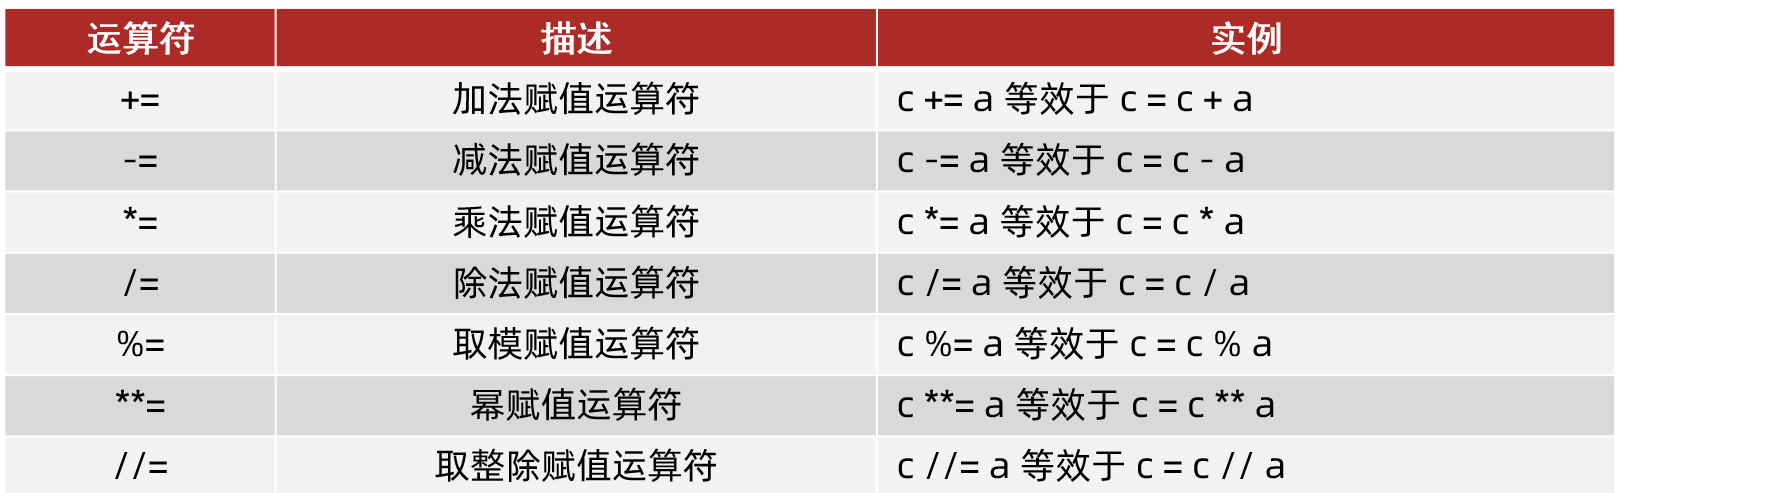 运算符 描述 实例
+= 加法赋值运算符 c += a 等效于 c = c + a
-= 减法赋值运算符 c -= a 等效于 c = c - a
*= 乘法赋值运算符 c *= a 等效于 c = c * a
/= 除法赋值运算符 c /= a 等效于 c = c / a
%= 取模赋值运算符 c %= a 等效于 c = c % a
**= 幂赋值运算符 c **= a 等效于 c = c ** a
//= 取整除赋值运算符 c //= a 等效于 c = c // a